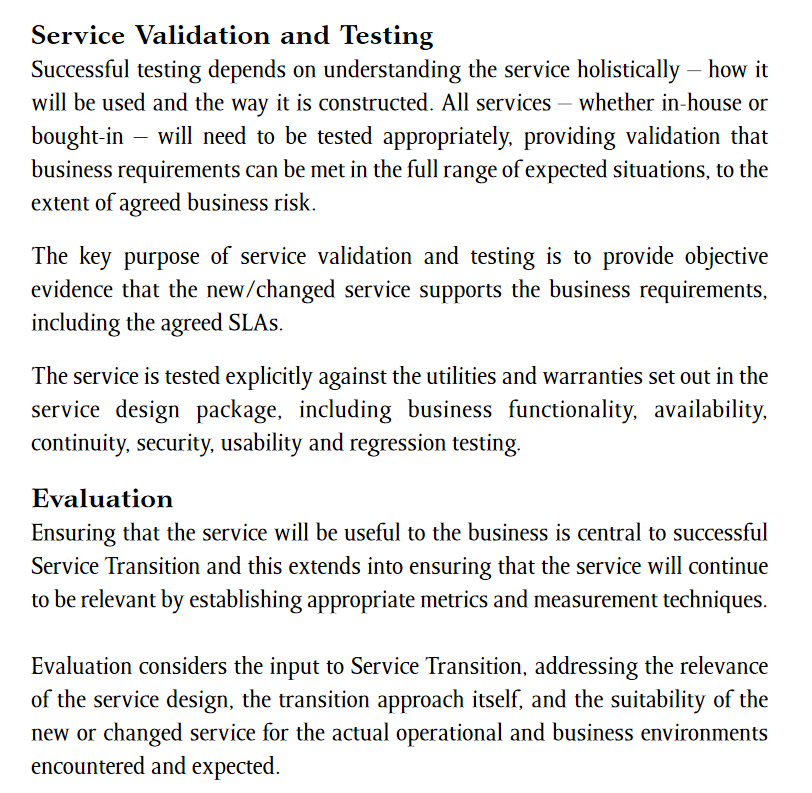 Service Validation and Testing
Successful testing depends on understanding the service holistically – how it
will be used and the way it is constructed. All services – whether in-house or
bought-in – will need to be tested appropriately, providing validation that
business requirements can be met in the full range of expected situations, to the
extent of agreed business risk.
The key purpose of service validation and testing is to provide objective
evidence that the new/changed service supports the business requirements,
including the agreed SLAs.
The service is tested explicitly against the utilities and warranties set out in the
service design package, including business functionality, availability,
continuity, security, usability and regression testing.
Evaluation
Ensuring that the service will be useful to the business is central to successful
Service Transition and this extends into ensuring that the service will continue
to be relevant by establishing appropriate metrics and measurement techniques.
Evaluation considers the input to Service Transition, addressing the relevance
of the service design, the transition approach itself, and the suitability of the
new or changed service for the actual operational and business environments
encountered and expected.